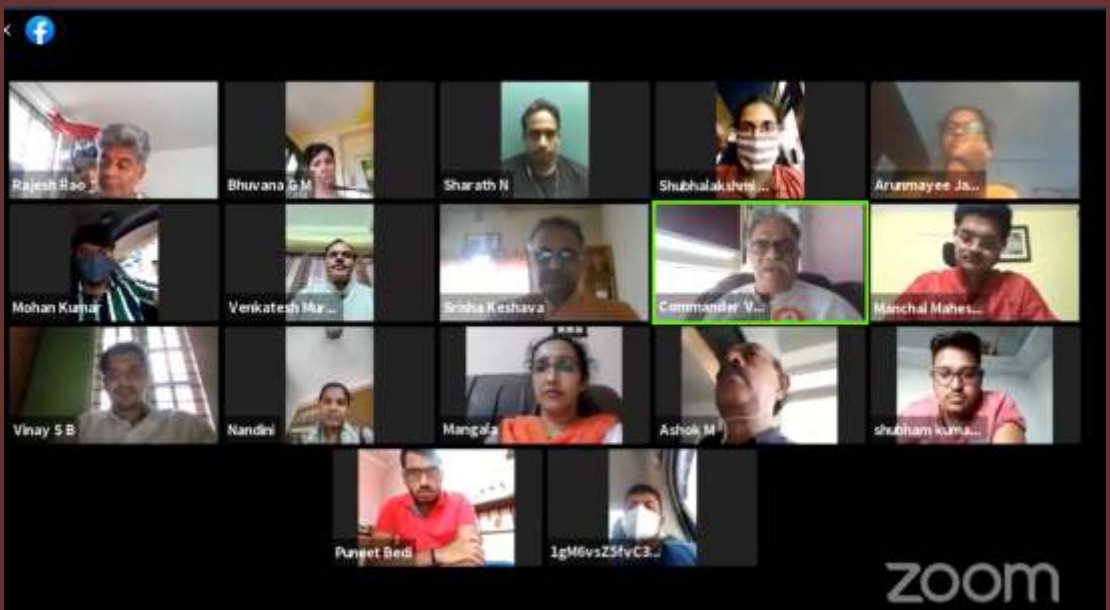 Rajesh Rao
Bhuvana G M
Sharath N
Shubhalakshmi ...
Arunmayee Ja...
Mohan Kumar
Venkatesh Mur...
Srisha Keshava
Commander V...
Manchal Mahes...
Vinay S B
Nandini
Mangala
Ashok M
shubham kuma...
Puneet Bedi
1gM6vsZ5fvC3...
zoom